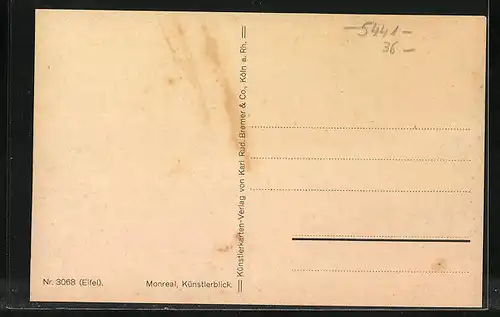 -5441-
36-
Künstlerkarten-Verlag von Karl Rud. Bremer & Co., Köln a. Rh.
Nr. 3068 (Eifel). Monreal, Künstlerblick.